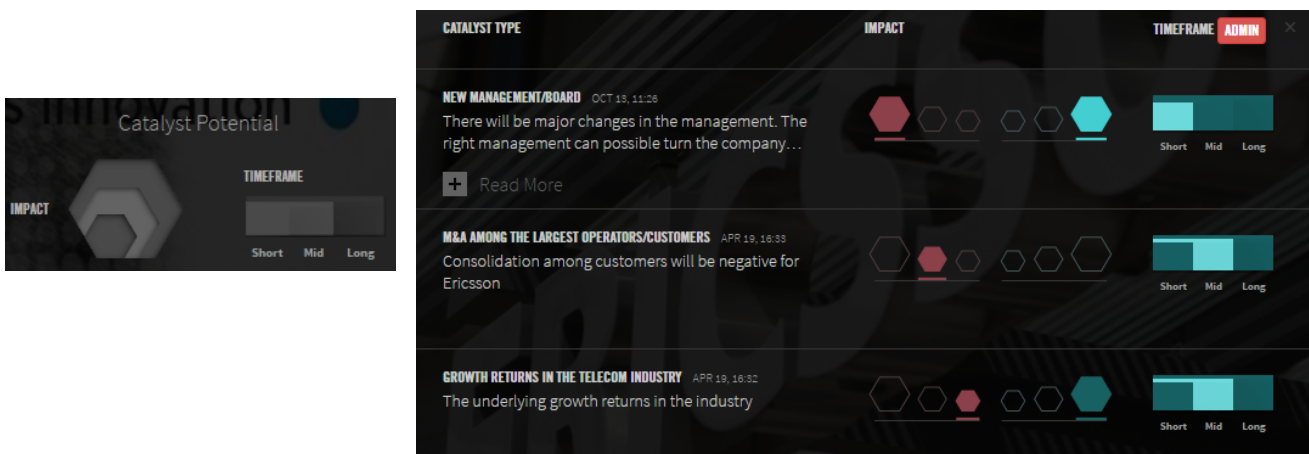 s Innovation
Catalyst Potential
IMPACT
TIMEFRAME
Short Mid Long
CATALYST TYPE IMPACT TIMEFRAME ADMIN ×
NEW MANAGEMENT/BOARD OCT 13, 11:26
There will be major changes in the management. The
right management can possible turn the company...
+ Read More
Short Mid Long
M&A AMONG THE LARGEST OPERATORS/CUSTOMERS APR 19, 16:33
Consolidation among customers will be negative for
Ericsson
Short Mid Long
GROWTH RETURNS IN THE TELECOM INDUSTRY APR 19, 16:32
The underlying growth returns in the industry
Short Mid Long
ERICSSON